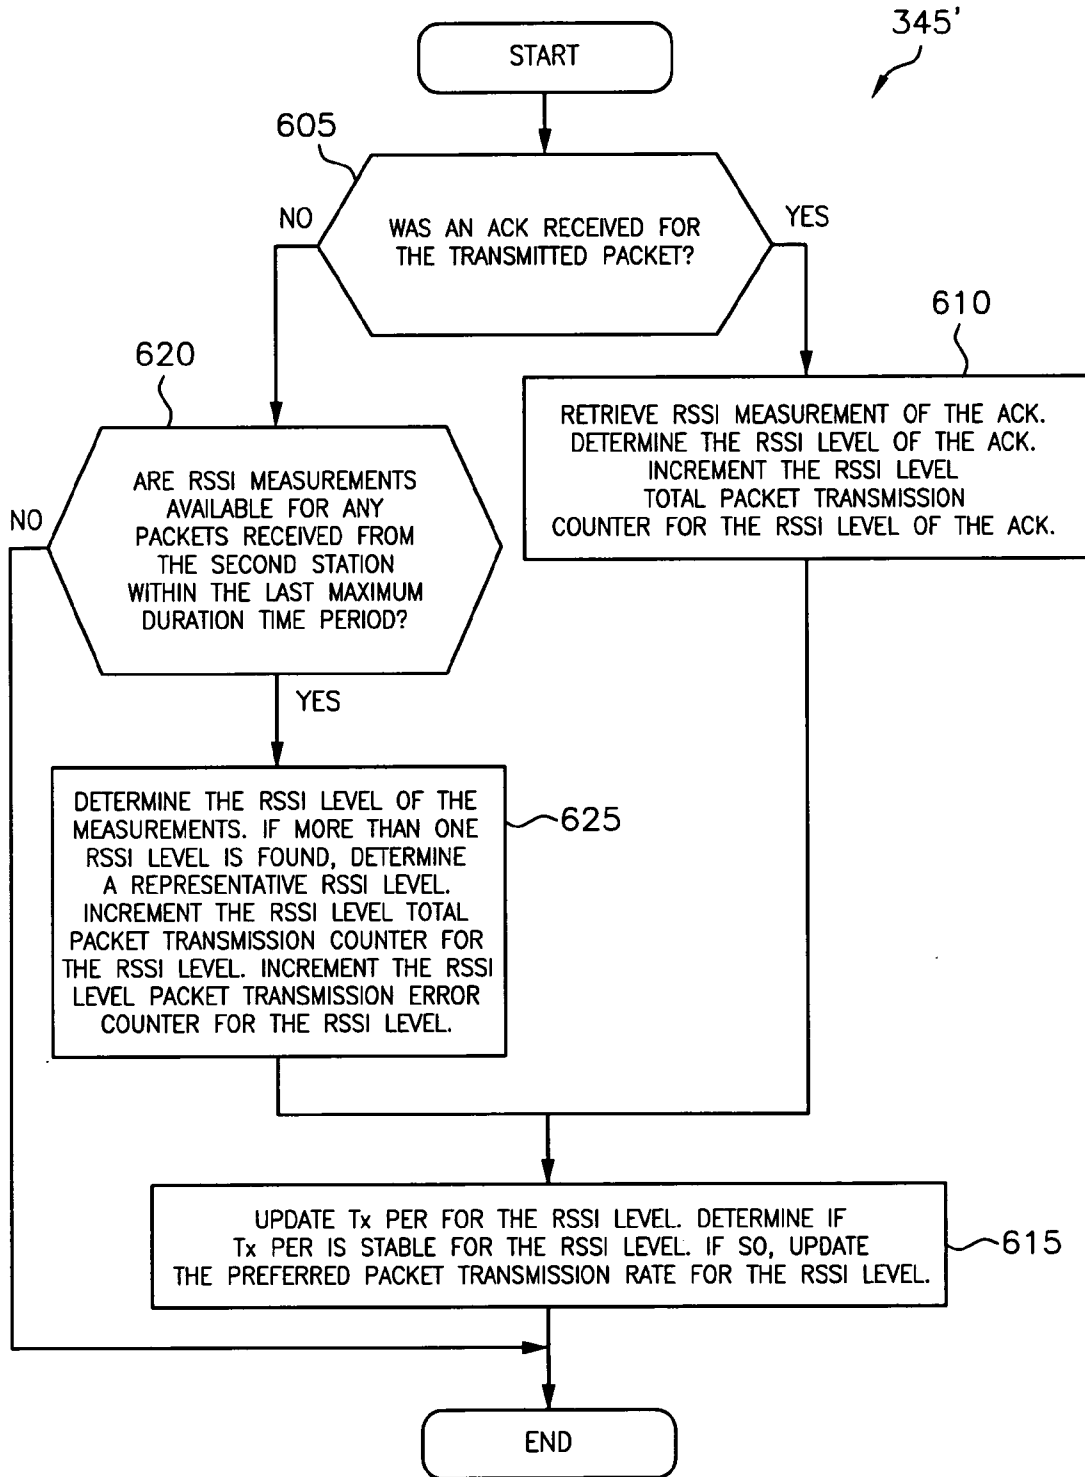 345'
START
605
NO
YES
WAS AN ACK RECEIVED FOR
THE TRANSMITTED PACKET?
610
RETRIEVE RSSI MEASUREMENT OF THE ACK.
DETERMINE THE RSSI LEVEL OF THE ACK.
INCREMENT THE RSSI LEVEL
TOTAL PACKET TRANSMISSION
COUNTER FOR THE RSSI LEVEL OF THE ACK.
620
NO
ARE RSSI MEASUREMENTS
AVAILABLE FOR ANY
PACKETS RECEIVED FROM
THE SECOND STATION
WITHIN THE LAST MAXIMUM
DURATION TIME PERIOD?
YES
DETERMINE THE RSSI LEVEL OF THE
MEASUREMENTS. IF MORE THAN ONE
RSSI LEVEL IS FOUND, DETERMINE
A REPRESENTATIVE RSSI LEVEL.
INCREMENT THE RSSI LEVEL TOTAL
PACKET TRANSMISSION COUNTER FOR
THE RSSI LEVEL. INCREMENT THE RSSI
LEVEL PACKET TRANSMISSION ERROR
COUNTER FOR THE RSSI LEVEL.
625
UPDATE Tx PER FOR THE RSSI LEVEL. DETERMINE IF
Tx PER IS STABLE FOR THE RSSI LEVEL. IF SO, UPDATE
THE PREFERRED PACKET TRANSMISSION RATE FOR THE RSSI LEVEL.
615
END